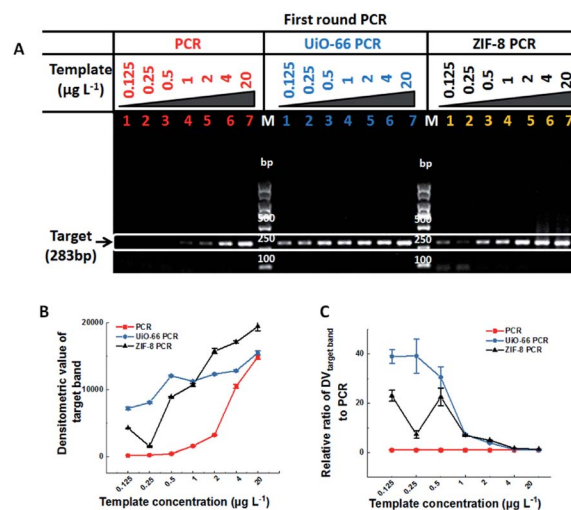 First round PCR
A
PCR UiO-66 PCR ZIF-8 PCR
Template (µg L-1) 0.125 0.25 0.5 1 2 4 20 0.125 0.25 0.5 1 2 4 20 0.125 0.25 0.5 1 2 4 20
1 2 3 4 5 6 7 M 1 2 3 4 5 6 7 M 1 2 3 4 5 6 7
bp bp
500 500
Target (283bp) 250 250
100 100
B
Densitometric value of target band
20000
10000
0
PCR
UiO-66 PCR
ZIF-8 PCR
0.125 0.25 0.5 1 2 4 20
Template concentration (µg L-1)
C
Relative ratio of DVtarget band to PCR
60
40
20
0
PCR
UiO-66 PCR
ZIF-8 PCR
0.125 0.25 0.5 1 2 4 20
Template concentration (µg L-1)